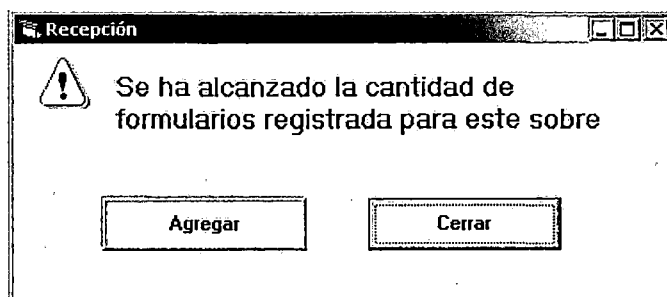 Recepción
Se ha alcanzado la cantidad de
formularios registrada para este sobre
Agregar
Cerrar